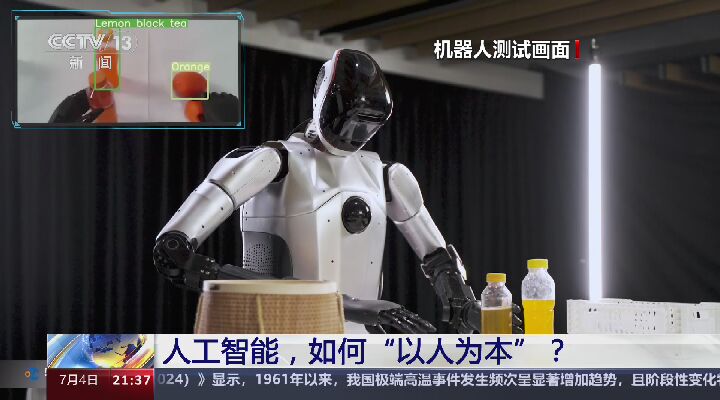 Lemon black tea
CCTV 13
新闻
Orange
机器人测试画面
人工智能，如何“以人为本”？
7月4日 21:37 024）》显示，1961年以来，我国极端高温事件发生频次呈显著增加趋势，且阶段性变化